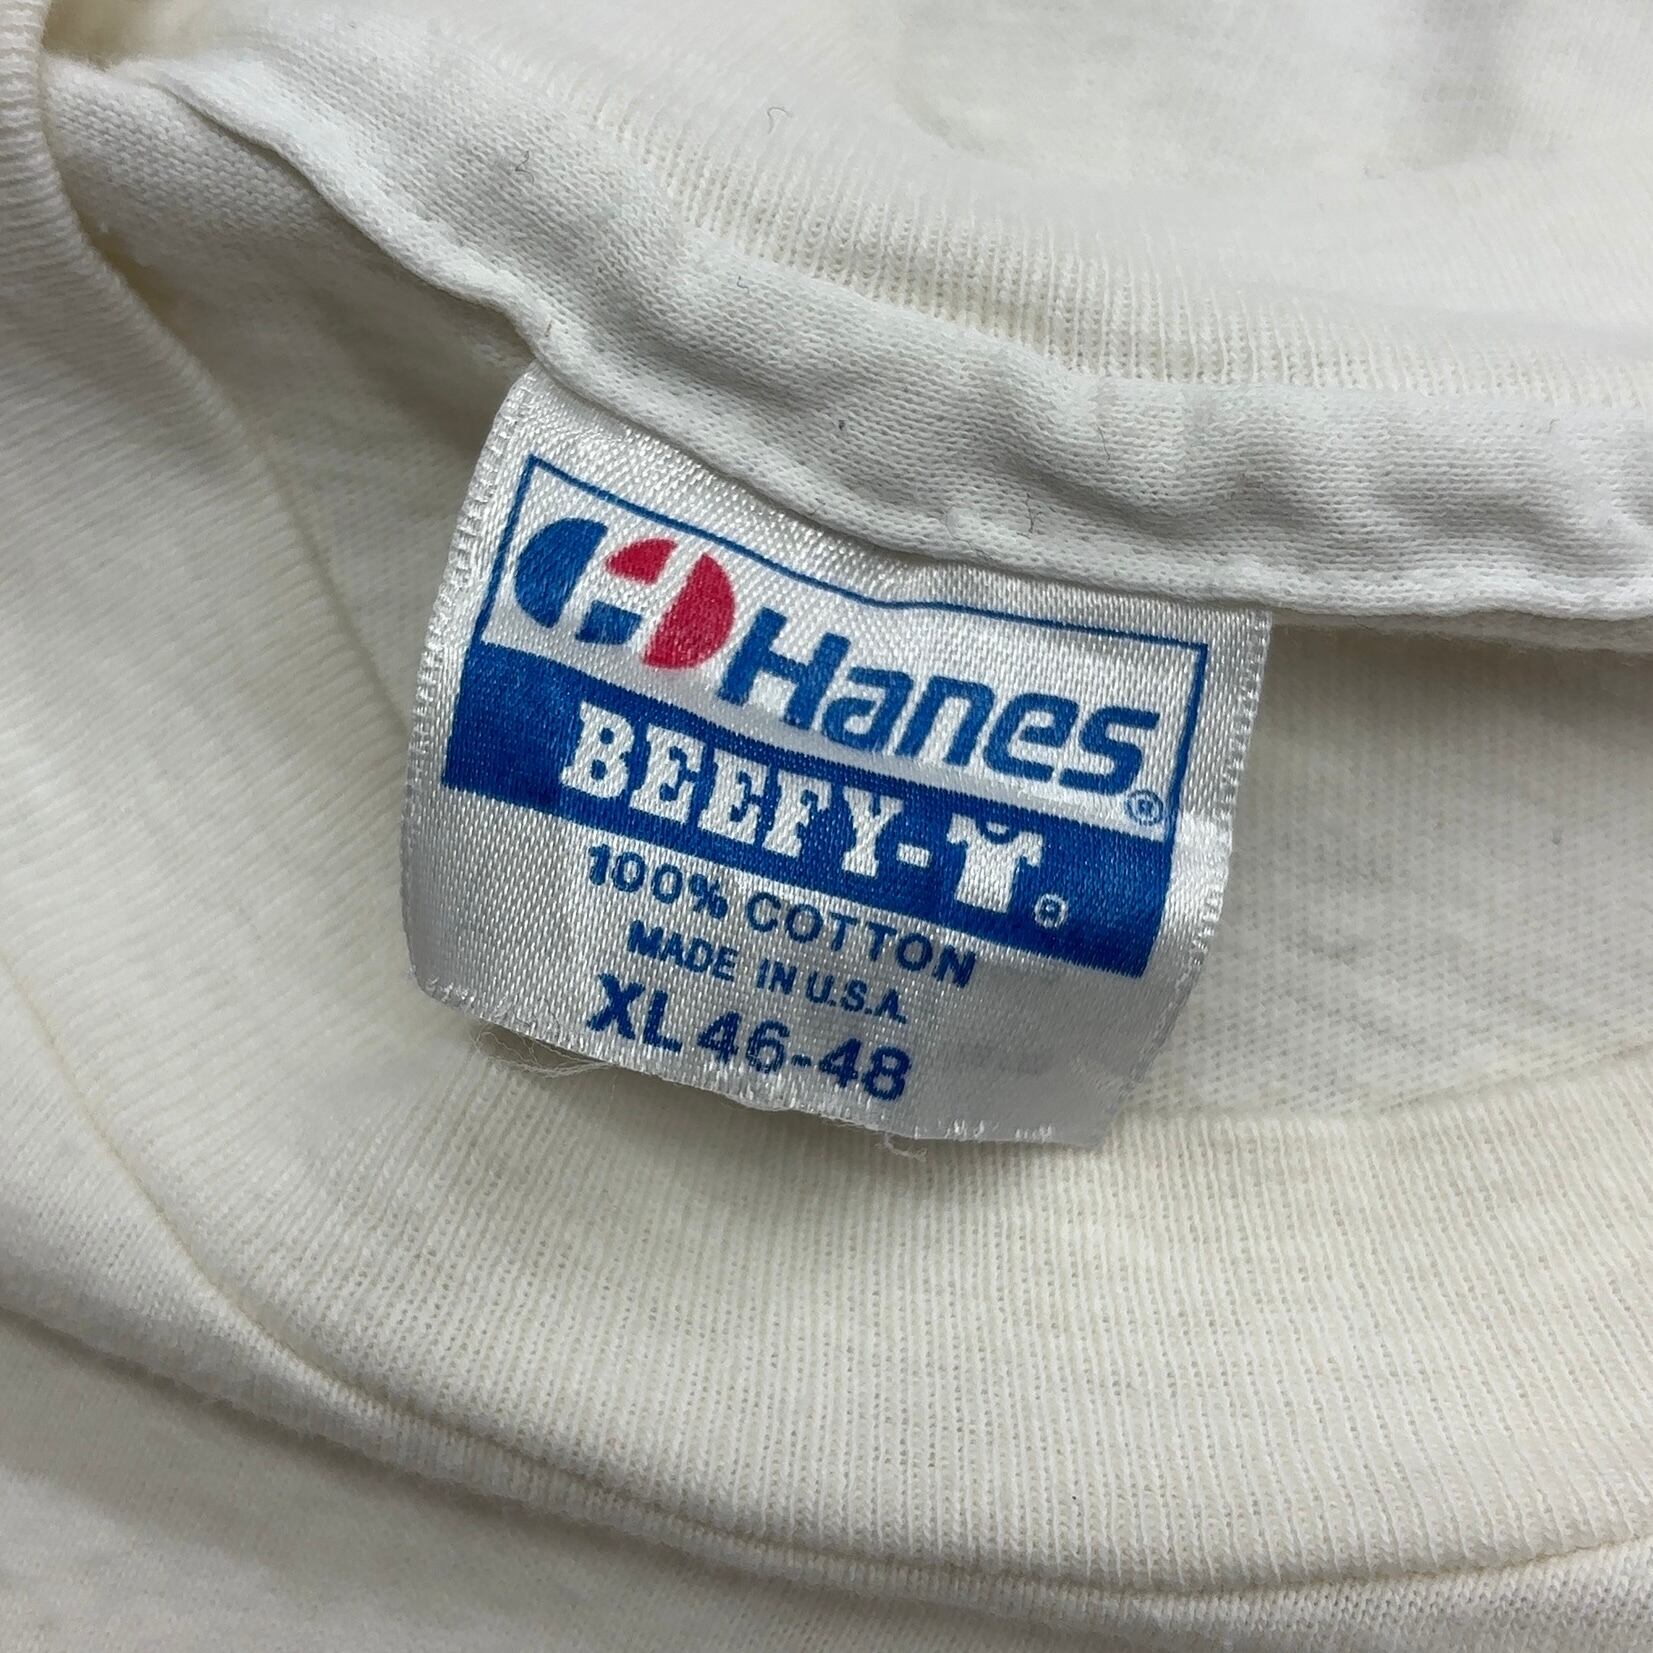 Hanes®
BEEFY-®
100% COTTON
MADE IN U.S.A.
XL 46-48